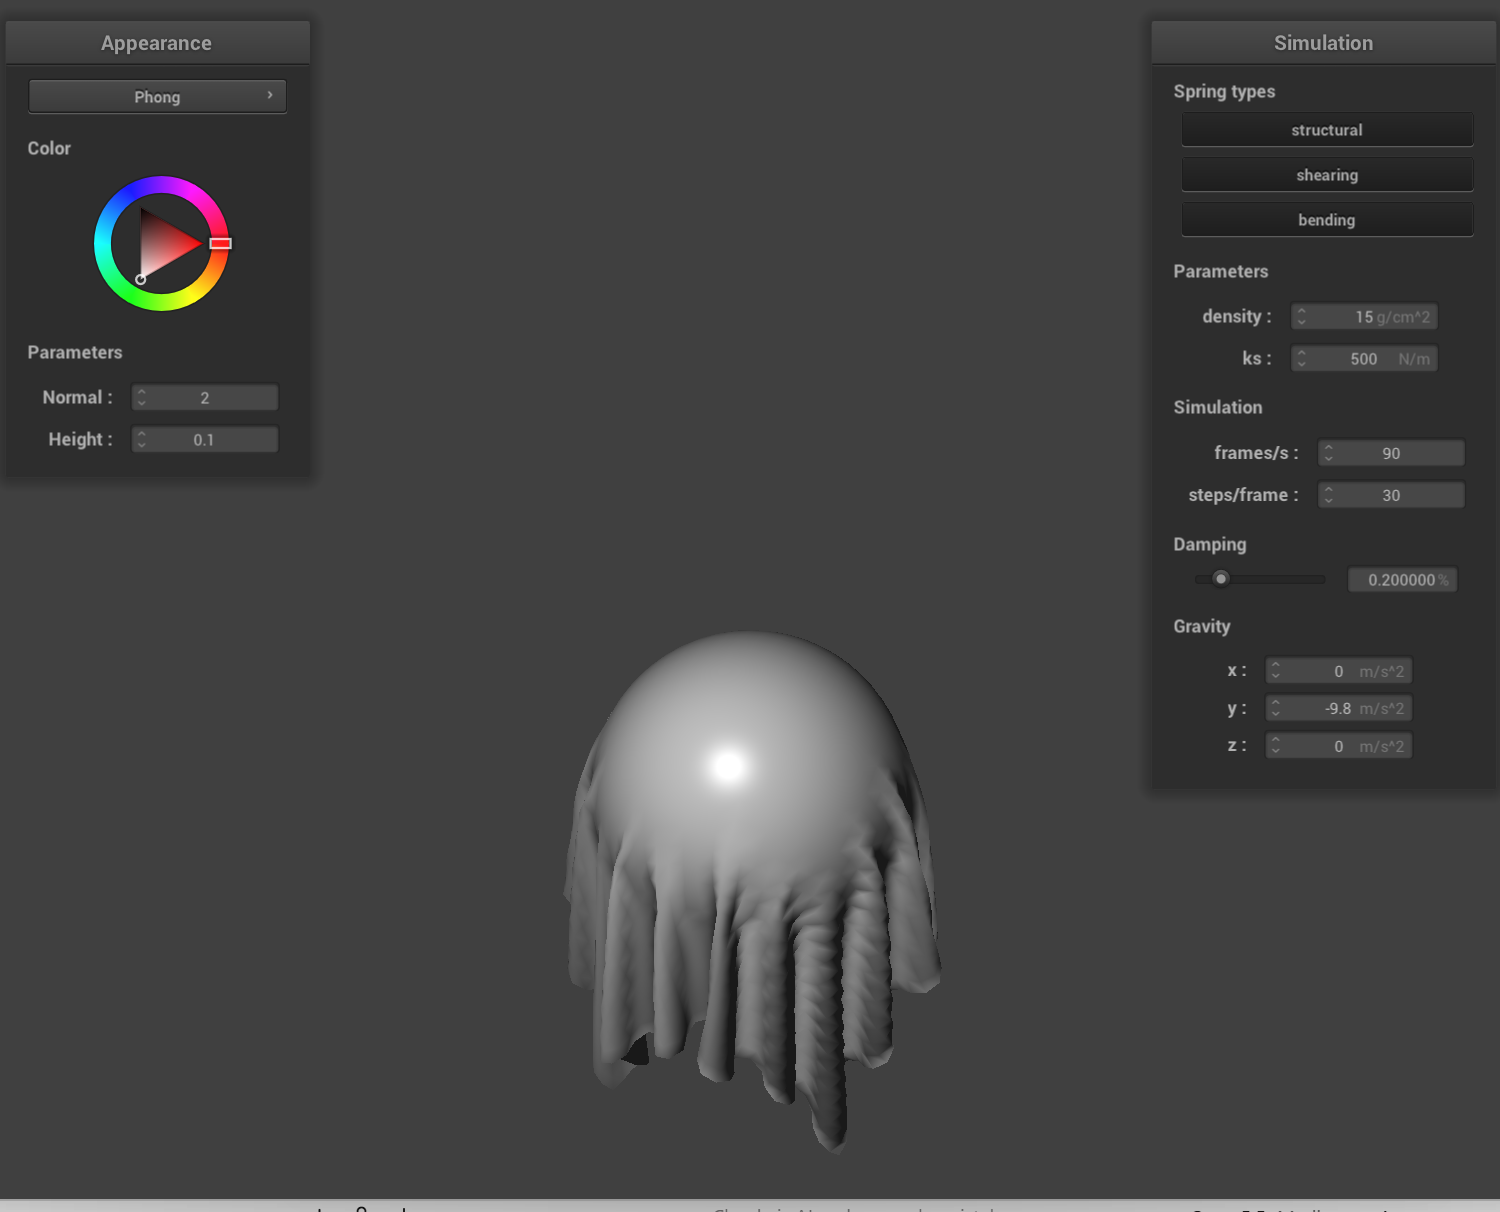 Appearance
Phong
Color
Parameters
Normal : 2
Height : 0.1
Simulation
Spring types
structural
shearing
bending
Parameters
density : 15 g/cm^2
ks : 500 N/m
Simulation
frames/s : 90
steps/frame : 30
Damping
0.200000 %
Gravity
x : 0 m/s^2
y : -9.8 m/s^2
z : 0 m/s^2